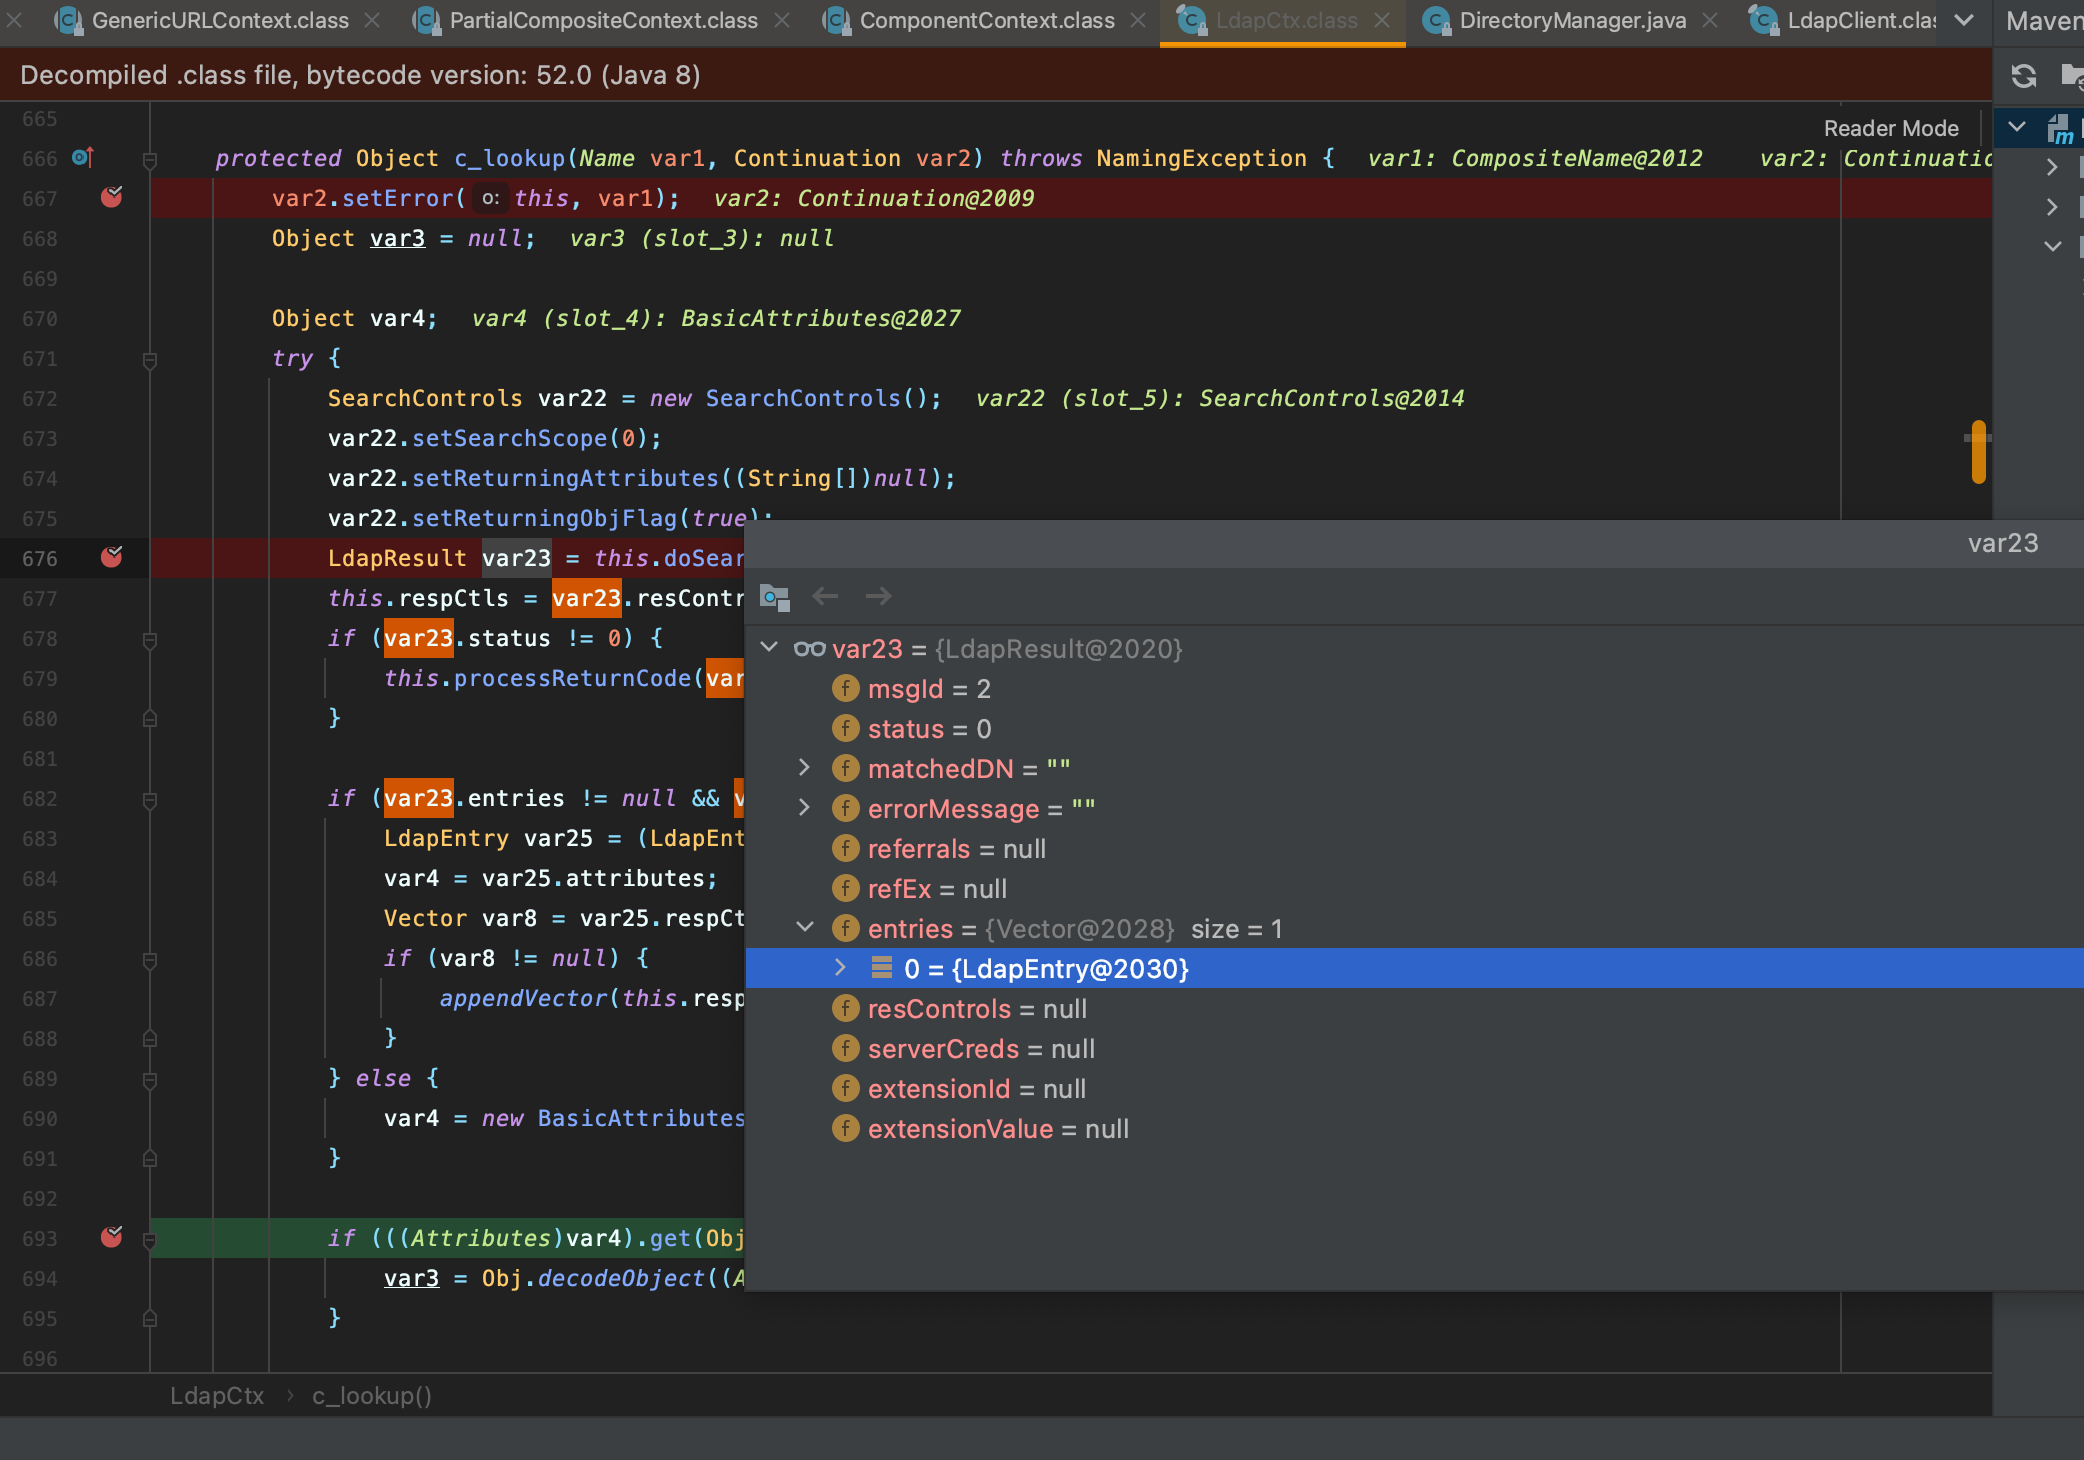 GenericURLContext.class PartialCompositeContext.class ComponentContext.class LdapCtx.class DirectoryManager.java LdapClient.clas Maven
Decompiled .class file, bytecode version: 52.0 (Java 8)
Reader Mode
665
666 protected Object c_lookup(Name var1, Continuation var2) throws NamingException { var1: CompositeName@2012 var2: Continuatio
667 var2.setError( o: this, var1); var2: Continuation@2009
668 Object var3 = null; var3 (slot_3): null
669
670 Object var4; var4 (slot_4): BasicAttributes@2027
671 try {
672 SearchControls var22 = new SearchControls(); var22 (slot_5): SearchControls@2014
673 var22.setSearchScope(0);
674 var22.setReturningAttributes((String[])null);
675 var22.setReturningObjFlag(true);
676 LdapResult var23 = this.doSear
677 this.respCtls = var23.resContr
678 if (var23.status != 0) {
679 this.processReturnCode(var
680 }
681
682 if (var23.entries != null && v
683 LdapEntry var25 = (LdapEnt
684 var4 = var25.attributes;
685 Vector var8 = var25.respCt
686 if (var8 != null) {
687 appendVector(this.resp
688 }
689 } else {
690 var4 = new BasicAttributes
691 }
692
693 if (((Attributes)var4).get(Obj
694 var3 = Obj.decodeObject((A
695 }
696
var23
var23 = {LdapResult@2020}
f msgId = 2
f status = 0
f matchedDN = ""
f errorMessage = ""
f referrals = null
f refEx = null
f entries = {Vector@2028} size = 1
0 = {LdapEntry@2030}
f resControls = null
f serverCreds = null
f extensionId = null
f extensionValue = null
LdapCtx › c_lookup()